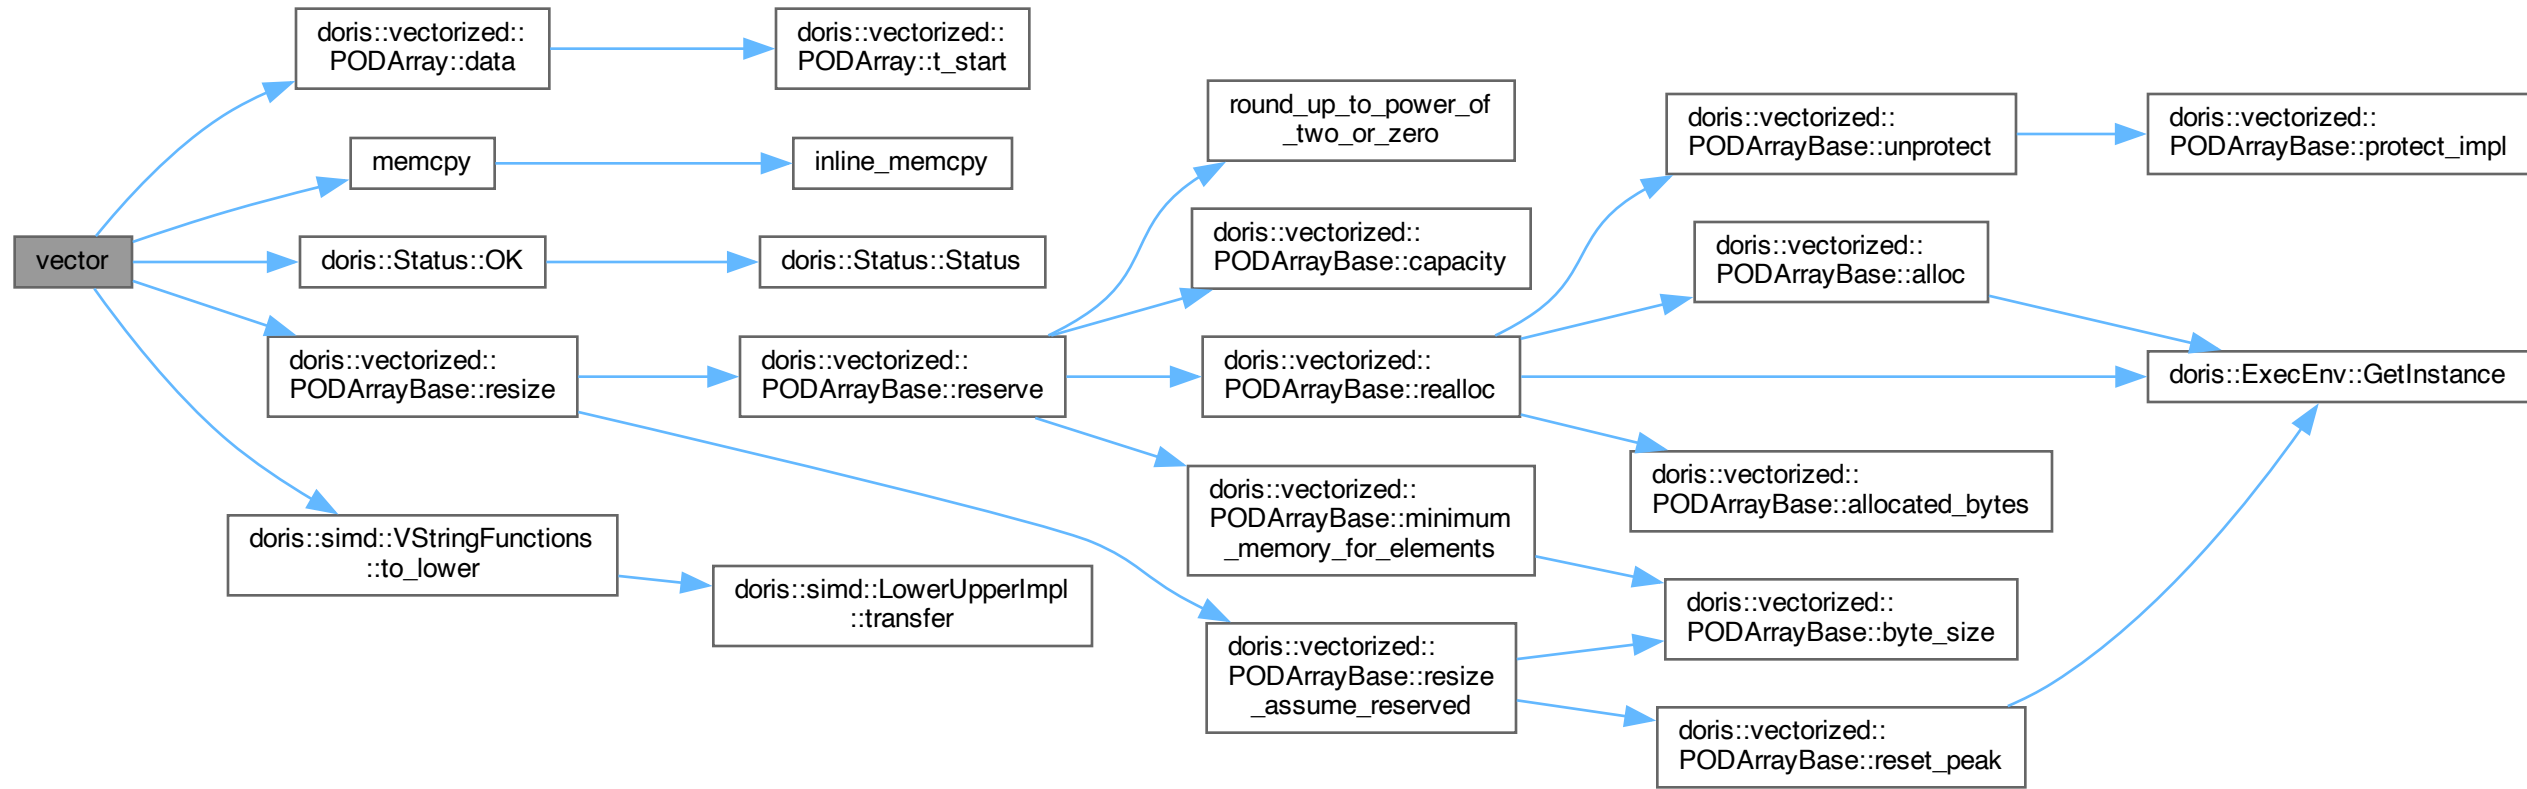 vector
doris::vectorized::
PODArray::data
doris::vectorized::
PODArray::t_start
memcpy
inline_memcpy
doris::Status::OK
doris::Status::Status
doris::vectorized::
PODArrayBase::resize
doris::vectorized::
PODArrayBase::reserve
round_up_to_power_of
_two_or_zero
doris::vectorized::
PODArrayBase::capacity
doris::vectorized::
PODArrayBase::realloc
doris::vectorized::
PODArrayBase::unprotect
doris::vectorized::
PODArrayBase::protect_impl
doris::vectorized::
PODArrayBase::alloc
doris::ExecEnv::GetInstance
doris::vectorized::
PODArrayBase::allocated_bytes
doris::vectorized::
PODArrayBase::minimum
_memory_for_elements
doris::vectorized::
PODArrayBase::byte_size
doris::vectorized::
PODArrayBase::resize
_assume_reserved
doris::vectorized::
PODArrayBase::reset_peak
doris::simd::VStringFunctions
::to_lower
doris::simd::LowerUpperImpl
::transfer